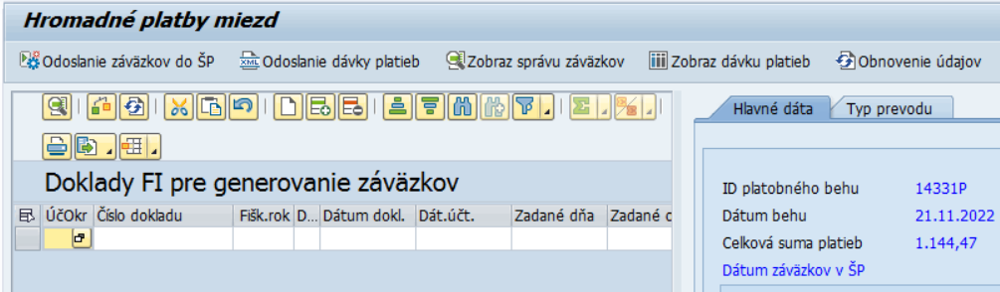 Hromadné platby miezd
Odoslanie záväzkov do ŠP XML Odoslanie dávky platieb Zobraz správu záväzkov Zobraz dávku platieb Obnovenie údajov
Doklady FI pre generovanie záväzkov
ÚčOkr Číslo dokladu Fišk.rok D... Dátum dokl. Dát.účt. Zadané dňa Zadané o
Hlavné dáta Typ prevodu
ID platobného behu 14331P
Dátum behu 21.11.2022
Celková suma platieb 1.144,47
Dátum záväzkov v ŠP